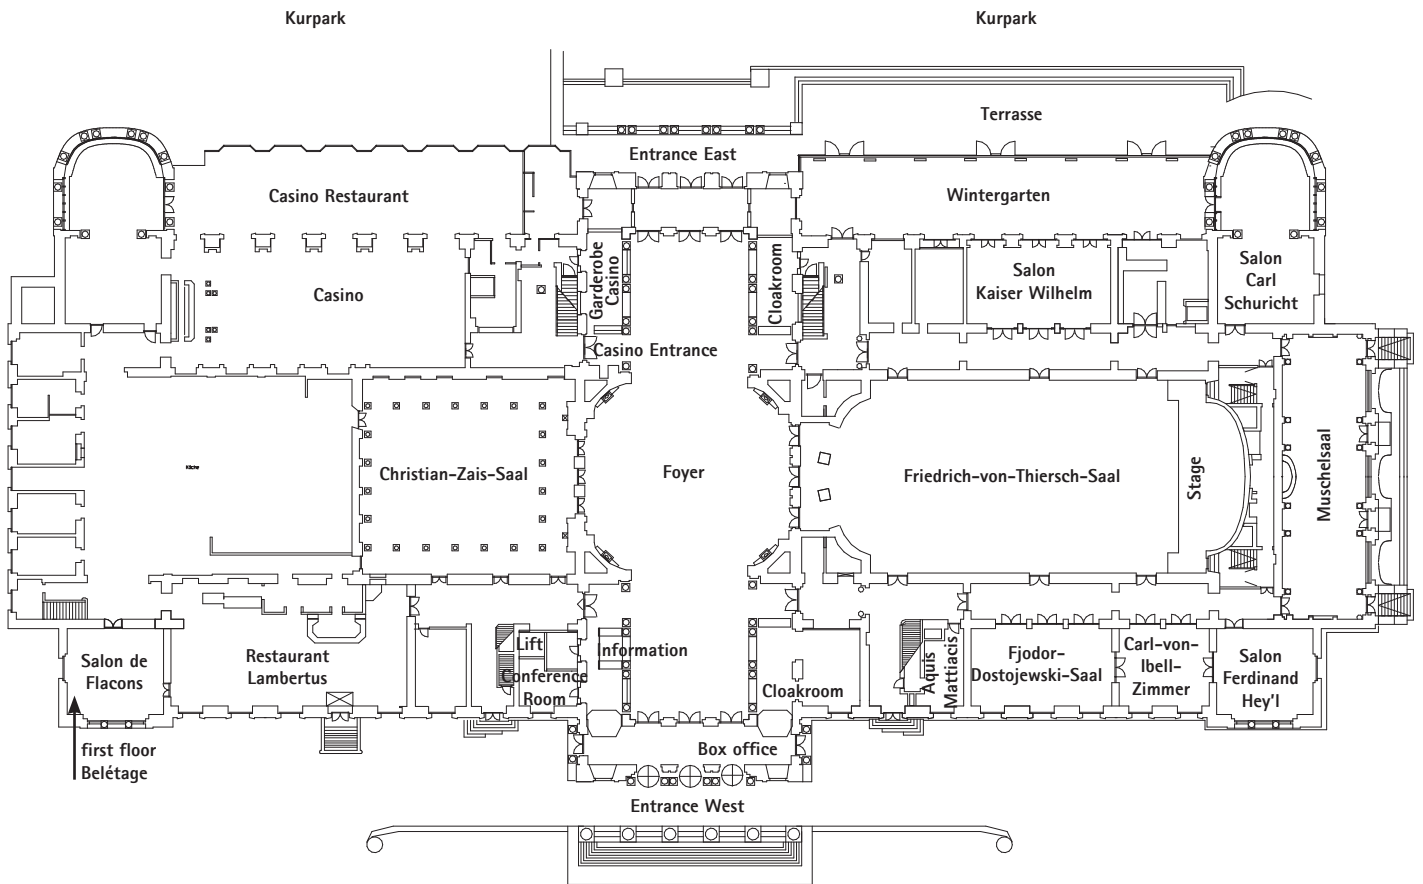 Kurpark
Kurpark
Terrasse
Entrance East
Casino Restaurant
Wintergarten
Garderobe
Casino
Cloakroom
Salon
Kaiser Wilhelm
Salon
Carl
Schuricht
Casino
Casino Entrance
Küche
Christian-Zais-Saal
Foyer
Friedrich-von-Thiersch-Saal
Stage
Muschelsaal
Salon de
Flacons
Restaurant
Lambertus
Lift
Conference
Room
Information
Cloakroom
Aquis
Mattiacis
Fjodor-
Dostojewski-Saal
Carl-von-
Ibell-
Zimmer
Salon
Ferdinand
Hey'l
first floor
Belétage
Box office
Entrance West